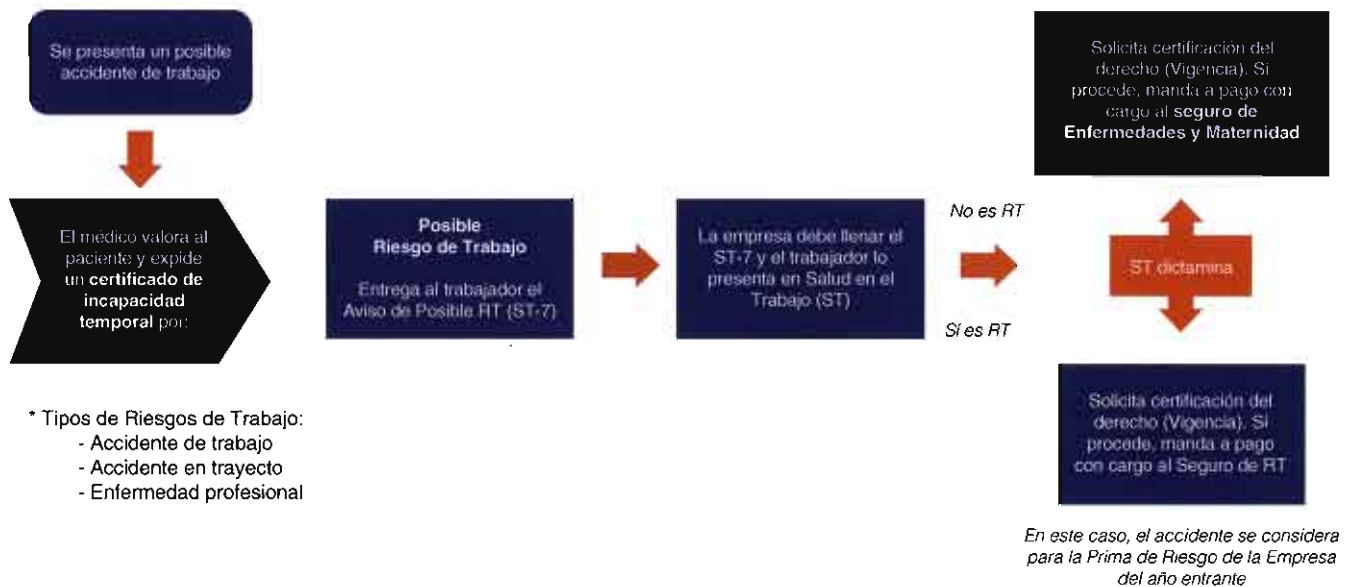 Se presenta un posible
accidente de trabajo
El médico valora al
paciente y expide
un certificado de
incapacidad
temporal por:
Posible
Riesgo de Trabajo
Entrega al trabajador el
Aviso de Posible RT (ST-7)
La empresa debe llenar el
ST-7 y el trabajador lo
presenta en Salud en el
Trabajo (ST)
No es RT
Sí es RT
Solicita certificación del
derecho (Vigencia). Si
procede, manda a pago con
cargo al seguro de
Enfermedades y Maternidad
ST dictamina
Solicita certificación del
derecho (Vigencia). Si
procede, manda a pago
con cargo al Seguro de RT
En este caso, el accidente se considera
para la Prima de Riesgo de la Empresa
del año entrante
* Tipos de Riesgos de Trabajo:
- Accidente de trabajo
- Accidente en trayecto
- Enfermedad profesional